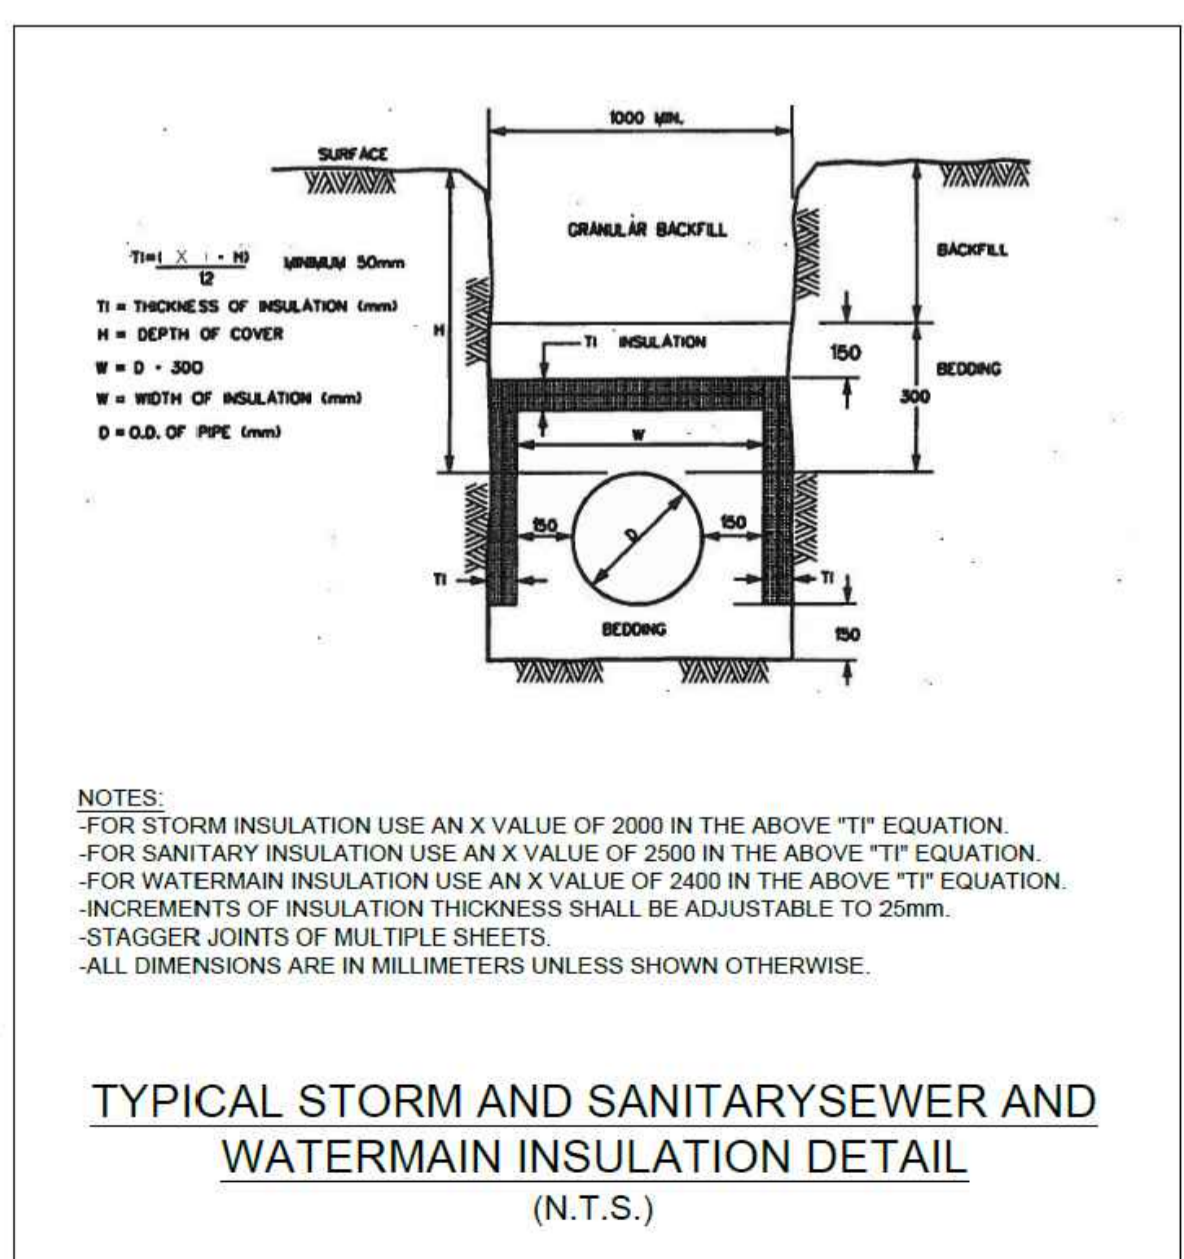 1000 MIN.
SURFACE
GRANULAR BACKFILL
BACKFILL
TI=( X - H)
12
MINIMUM 50mm
TI = THICKNESS OF INSULATION (mm)
H = DEPTH OF COVER
W = D - 300
W = WIDTH OF INSULATION (mm)
D = O.D. OF PIPE (mm)
H
TI INSULATION
150
BEDDING
300
W
150
D
150
TI
TI
BEDDING
150
NOTES:
-FOR STORM INSULATION USE AN X VALUE OF 2000 IN THE ABOVE "TI" EQUATION.
-FOR SANITARY INSULATION USE AN X VALUE OF 2500 IN THE ABOVE "TI" EQUATION.
-FOR WATERMAIN INSULATION USE AN X VALUE OF 2400 IN THE ABOVE "TI" EQUATION.
-INCREMENTS OF INSULATION THICKNESS SHALL BE ADJUSTABLE TO 25mm.
-STAGGER JOINTS OF MULTIPLE SHEETS.
-ALL DIMENSIONS ARE IN MILLIMETERS UNLESS SHOWN OTHERWISE.
TYPICAL STORM AND SANITARYSEWER AND
WATERMAIN INSULATION DETAIL
(N.T.S.)